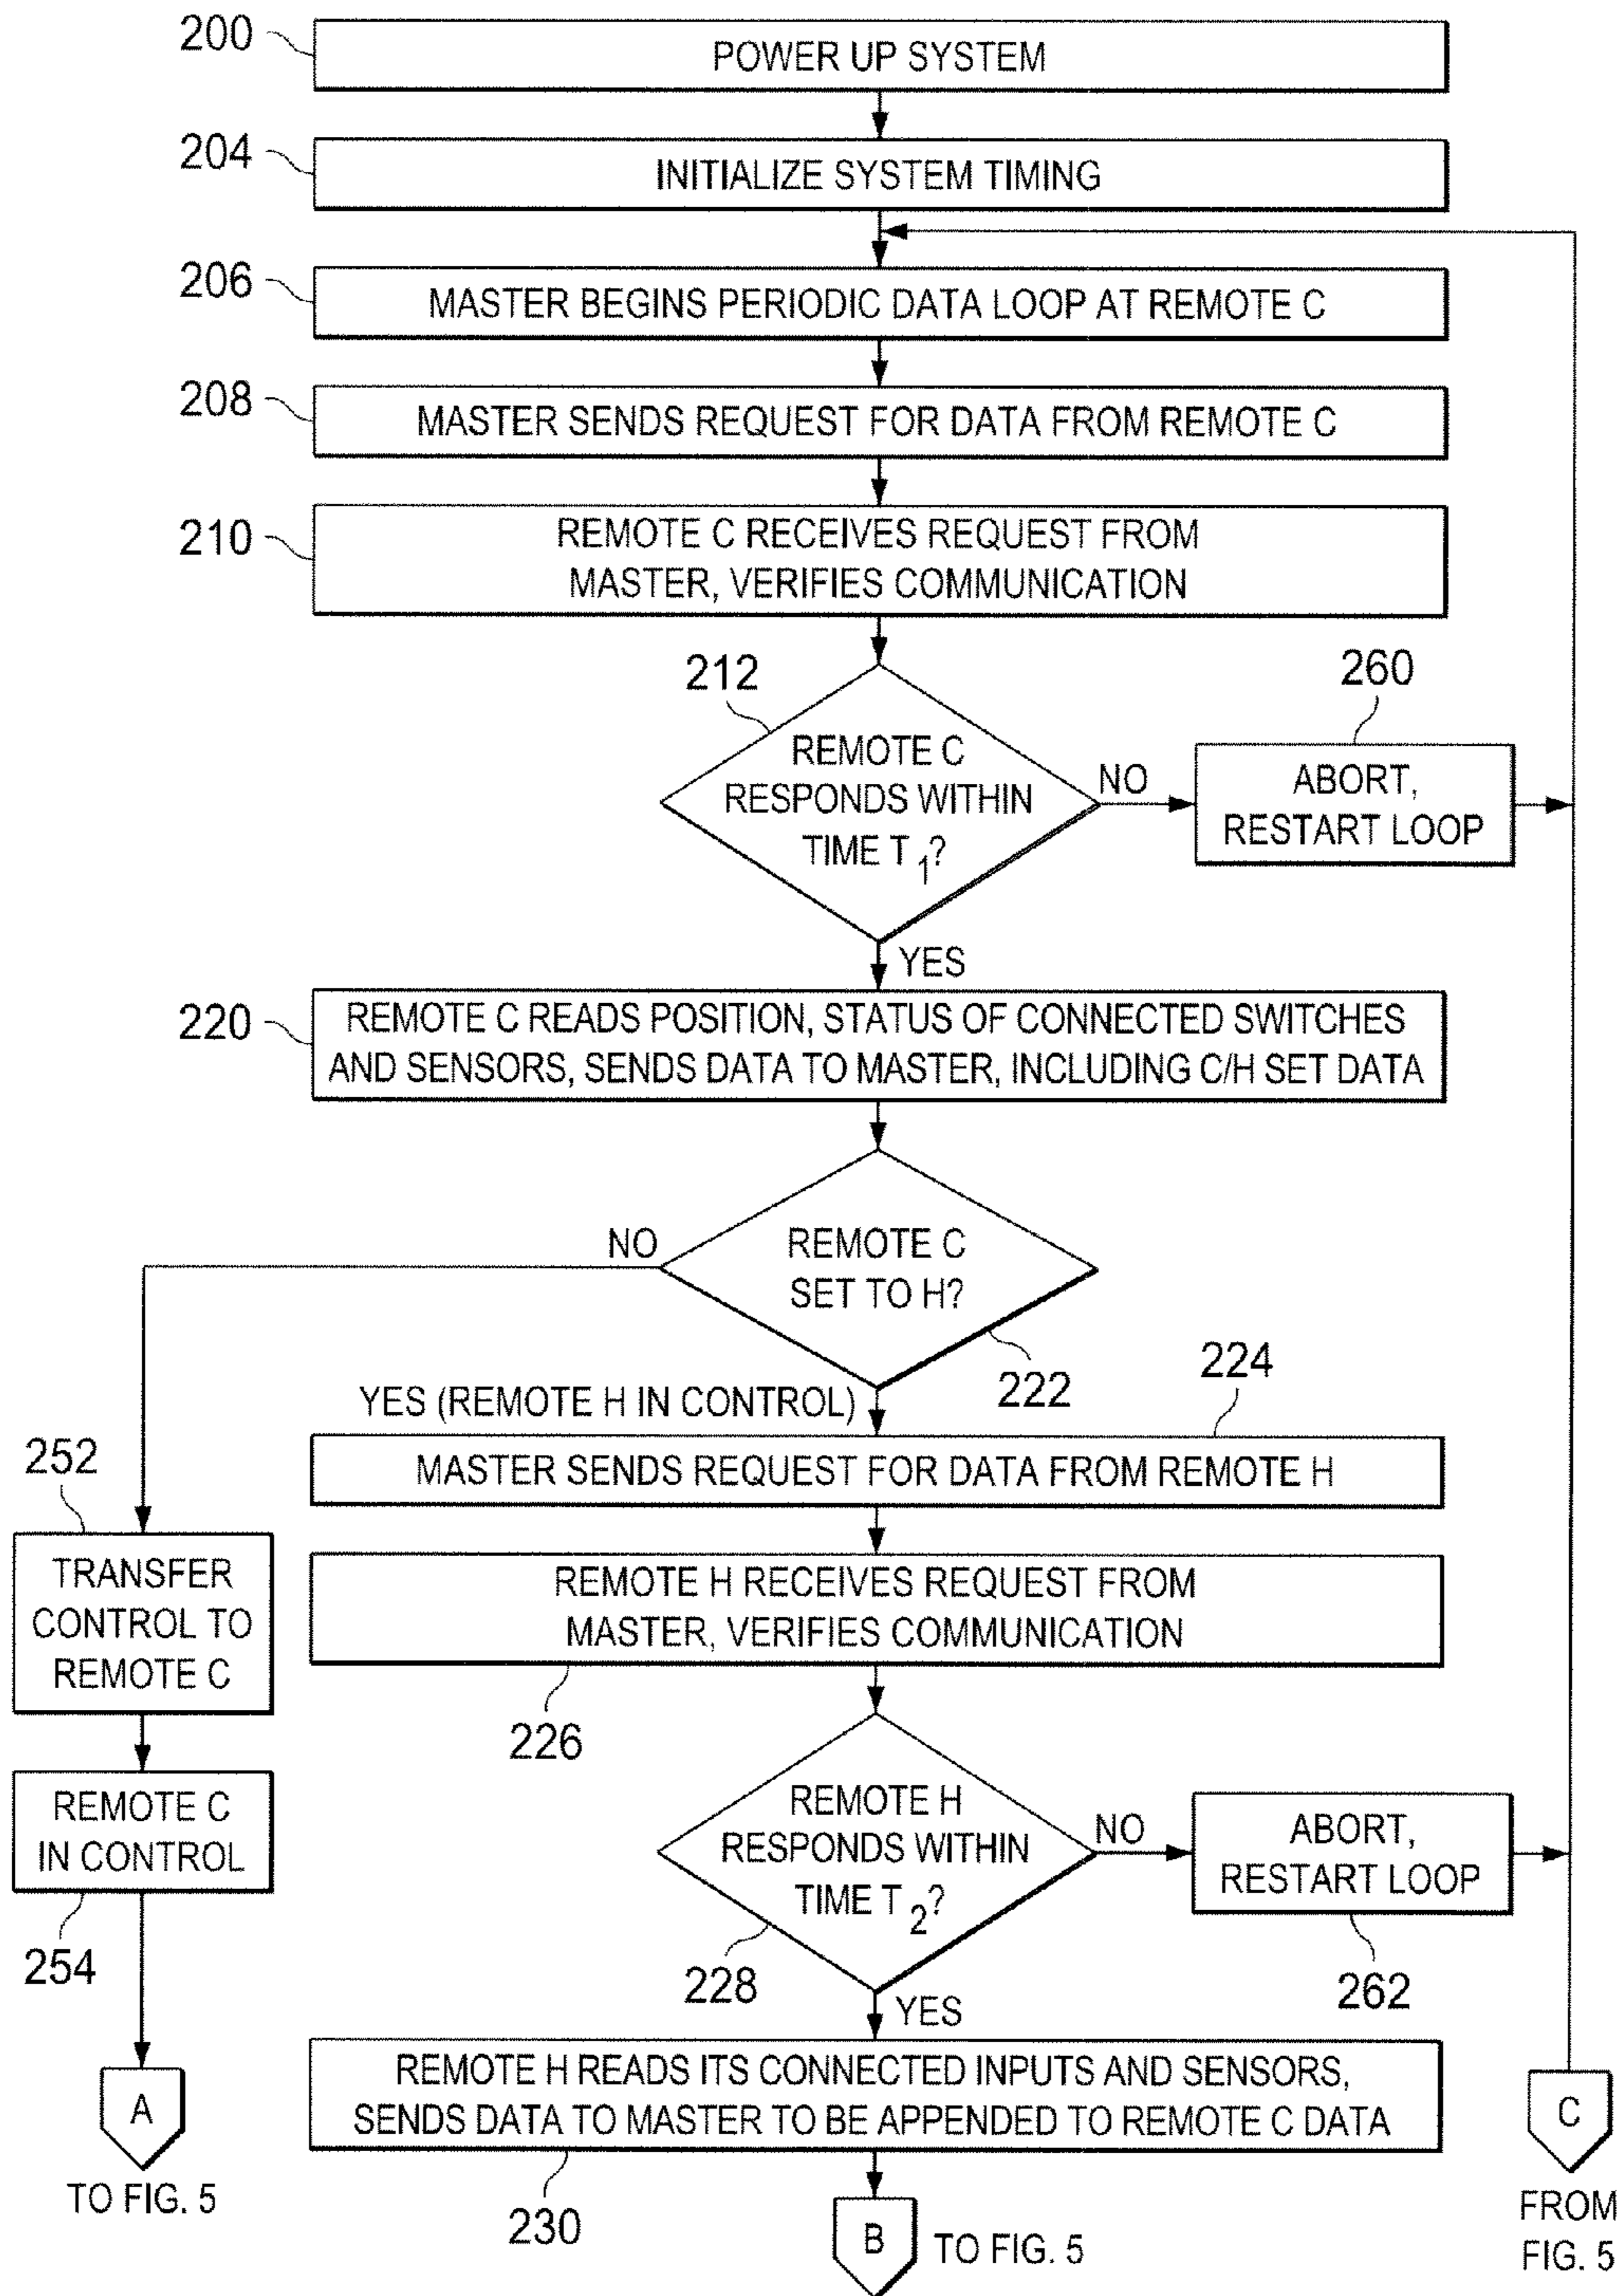 200
POWER UP SYSTEM
204
INITIALIZE SYSTEM TIMING
206
MASTER BEGINS PERIODIC DATA LOOP AT REMOTE C
208
MASTER SENDS REQUEST FOR DATA FROM REMOTE C
210
REMOTE C RECEIVES REQUEST FROM
MASTER, VERIFIES COMMUNICATION
212
REMOTE C
RESPONDS WITHIN
TIME T1?
NO
260
ABORT,
RESTART LOOP
YES
220
REMOTE C READS POSITION, STATUS OF CONNECTED SWITCHES
AND SENSORS, SENDS DATA TO MASTER, INCLUDING C/H SET DATA
NO
REMOTE C
SET TO H?
222
YES (REMOTE H IN CONTROL)
224
MASTER SENDS REQUEST FOR DATA FROM REMOTE H
252
TRANSFER
CONTROL TO
REMOTE C
REMOTE H RECEIVES REQUEST FROM
MASTER, VERIFIES COMMUNICATION
226
REMOTE C
IN CONTROL
254
REMOTE H
RESPONDS WITHIN
TIME T2?
228
NO
ABORT,
RESTART LOOP
262
YES
REMOTE H READS ITS CONNECTED INPUTS AND SENSORS,
SENDS DATA TO MASTER TO BE APPENDED TO REMOTE C DATA
230
A
TO FIG. 5
B
TO FIG. 5
C
FROM
FIG. 5